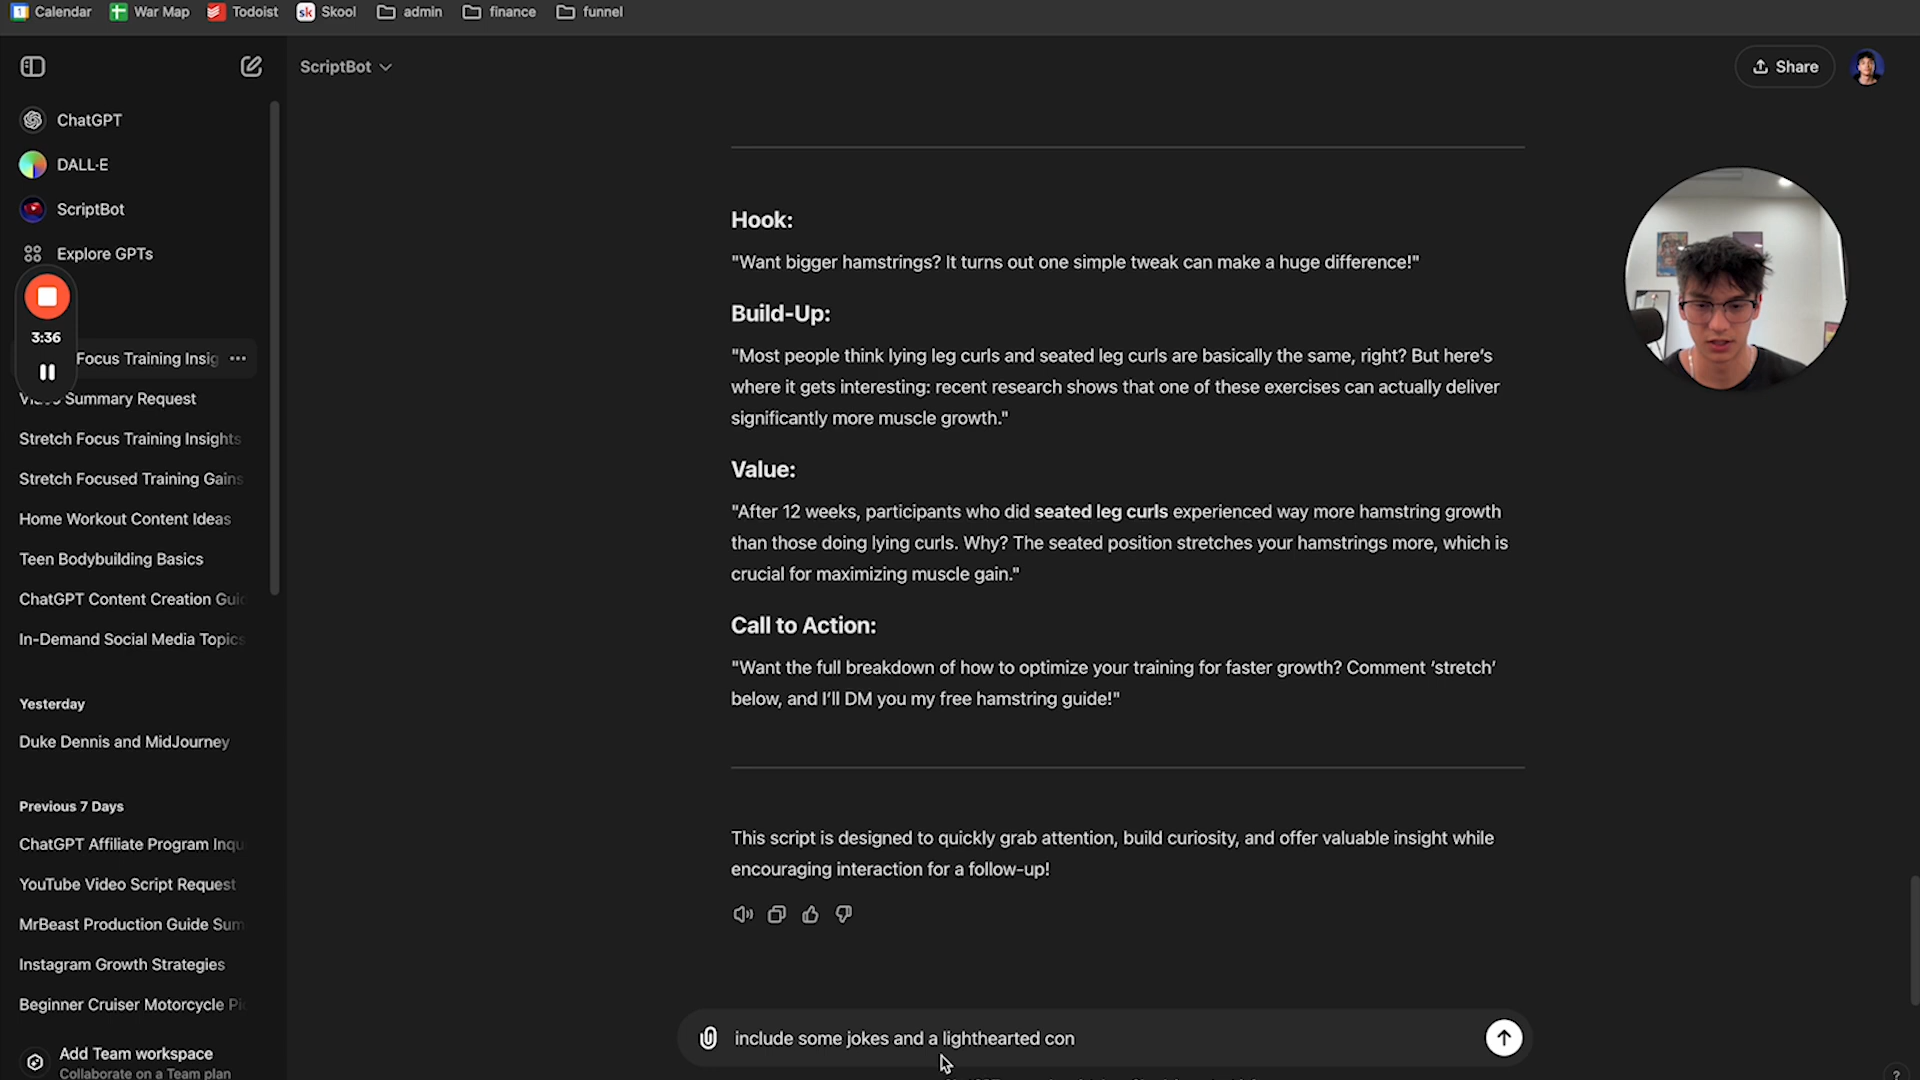 Calendar
War Map
Todoist
Skool
admin
finance
funnel
ScriptBot
Share
ChatGPT
DALL·E
ScriptBot
Explore GPTs
3:36
Focus Training Insig
Summary Request
Stretch Focus Training Insights
Stretch Focused Training Gains
Home Workout Content Ideas
Teen Bodybuilding Basics
ChatGPT Content Creation Guid
In-Demand Social Media Topics
Yesterday
Duke Dennis and MidJourney
Previous 7 Days
ChatGPT Affiliate Program Inqu
YouTube Video Script Request
MrBeast Production Guide Sum
Instagram Growth Strategies
Beginner Cruiser Motorcycle Pic
Add Team workspace
Collaborate on a Team plan
Hook:
"Want bigger hamstrings? It turns out one simple tweak can make a huge difference!"
Build-Up:
"Most people think lying leg curls and seated leg curls are basically the same, right? But here’s
where it gets interesting: recent research shows that one of these exercises can actually deliver
significantly more muscle growth."
Value:
"After 12 weeks, participants who did seated leg curls experienced way more hamstring growth
than those doing lying curls. Why? The seated position stretches your hamstrings more, which is
crucial for maximizing muscle gain."
Call to Action:
"Want the full breakdown of how to optimize your training for faster growth? Comment ‘stretch’
below, and I’ll DM you my free hamstring guide!"
This script is designed to quickly grab attention, build curiosity, and offer valuable insight while
encouraging interaction for a follow-up!
include some jokes and a lighthearted con
?